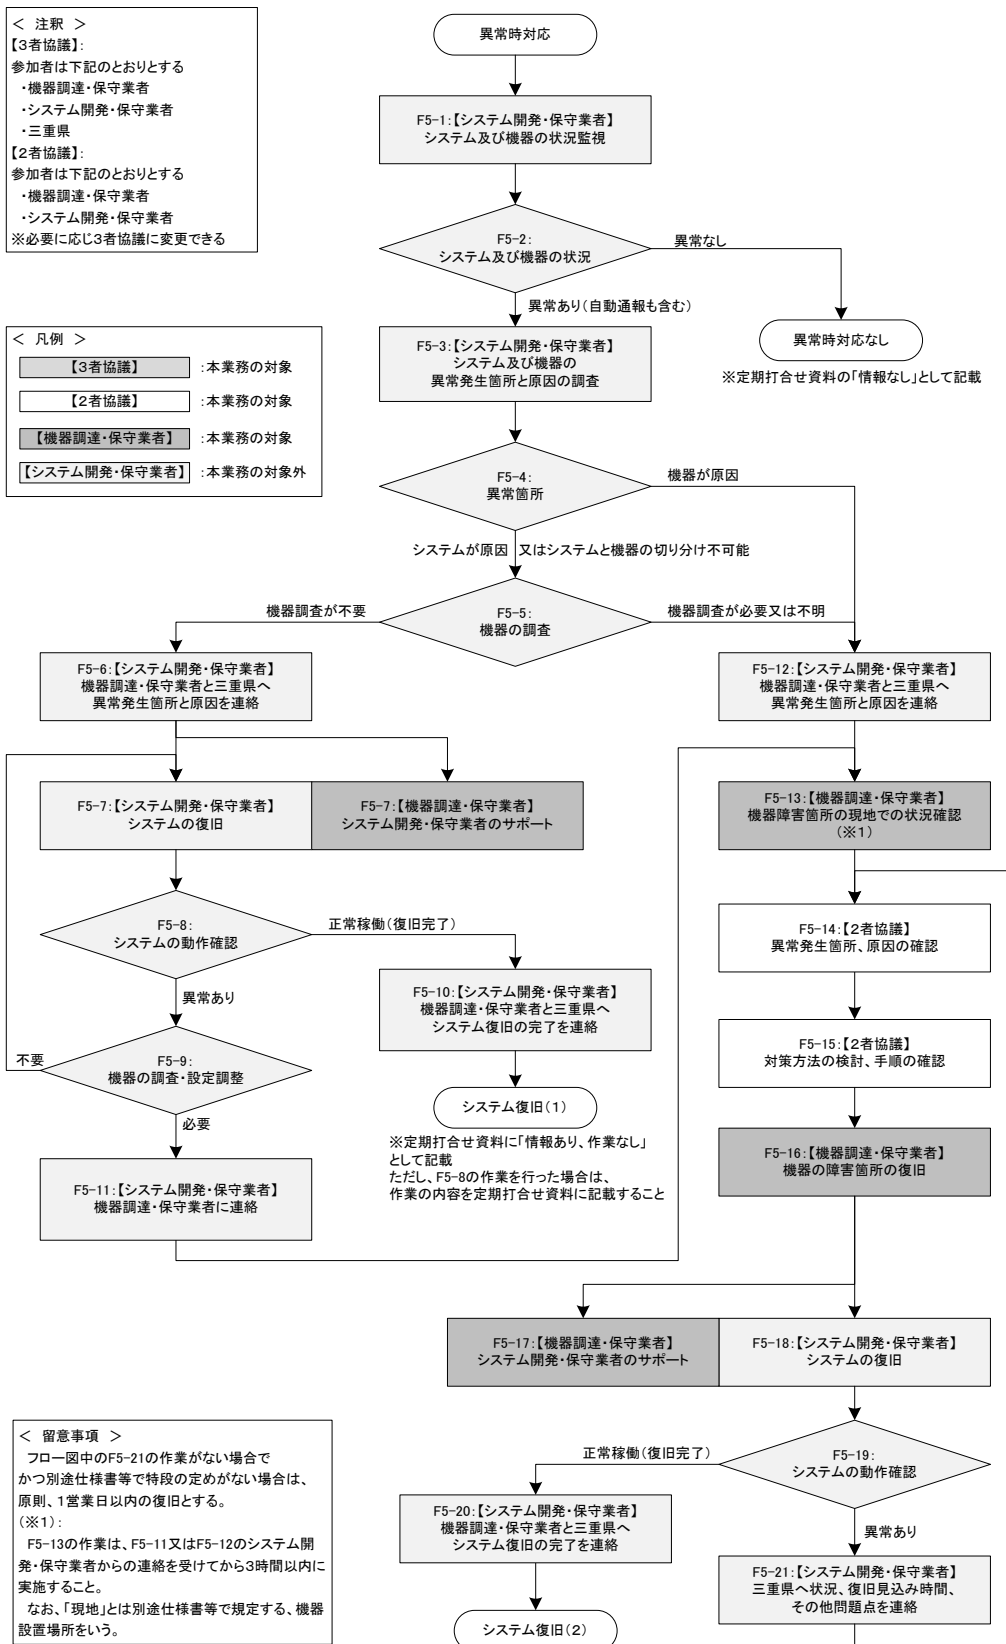 ＜ 注釈 ＞
【3者協議】：
参加者は下記のとおりとする
・機器調達・保守業者
・システム開発・保守業者
・三重県
【2者協議】：
参加者は下記のとおりとする
・機器調達・保守業者
・システム開発・保守業者
※必要に応じ3者協議に変更できる
＜ 凡例 ＞
【3者協議】 ：本業務の対象
【2者協議】 ：本業務の対象
【機器調達・保守業者】 ：本業務の対象
【システム開発・保守業者】 ：本業務の対象外
異常時対応
F5-1：【システム開発・保守業者】
システム及び機器の状況監視
F5-2：
システム及び機器の状況
異常なし
異常時対応なし
※定期打合せ資料の「情報なし」として記載
異常あり（自動通報も含む）
F5-3：【システム開発・保守業者】
システム及び機器の
異常発生箇所と原因の調査
F5-4：
異常箇所
機器が原因
システムが原因 又はシステムと機器の切り分け不可能
F5-5：
機器の調査
機器調査が不要
機器調査が必要又は不明
F5-6：【システム開発・保守業者】
機器調達・保守業者と三重県へ
異常発生箇所と原因を連絡
F5-7：【システム開発・保守業者】
システムの復旧
F5-7：【機器調達・保守業者】
システム開発・保守業者のサポート
F5-8：
システムの動作確認
正常稼働（復旧完了）
異常あり
F5-9：
機器の調査・設定調整
不要
必要
F5-10：【システム開発・保守業者】
機器調達・保守業者と三重県へ
システム復旧の完了を連絡
システム復旧（1）
※定期打合せ資料に「情報あり、作業なし」
として記載
ただし、F5-8の作業を行った場合は、
作業の内容を定期打合せ資料に記載すること
F5-11：【システム開発・保守業者】
機器調達・保守業者に連絡
F5-12：【システム開発・保守業者】
機器調達・保守業者と三重県へ
異常発生箇所と原因を連絡
F5-13：【機器調達・保守業者】
機器障害箇所の現地での状況確認
（※1）
F5-14：【2者協議】
異常発生箇所、原因の確認
F5-15：【2者協議】
対策方法の検討、手順の確認
F5-16：【機器調達・保守業者】
機器の障害箇所の復旧
F5-17：【機器調達・保守業者】
システム開発・保守業者のサポート
F5-18：【システム開発・保守業者】
システムの復旧
F5-19：
システムの動作確認
正常稼働（復旧完了）
F5-20：【システム開発・保守業者】
機器調達・保守業者と三重県へ
システム復旧の完了を連絡
システム復旧（2）
異常あり
F5-21：【システム開発・保守業者】
三重県へ状況、復旧見込み時間、
その他問題点を連絡
＜ 留意事項 ＞
フロー図中のF5-21の作業がない場合で
かつ別途仕様書等で特段の定めがない場合は、
原則、1営業日以内の復旧とする。
（※1）：
F5-13の作業は、F5-11又はF5-12のシステム開
発・保守業者からの連絡を受けてから3時間以内に
実施すること。
なお、「現地」とは別途仕様書等で規定する、機器
設置場所をいう。